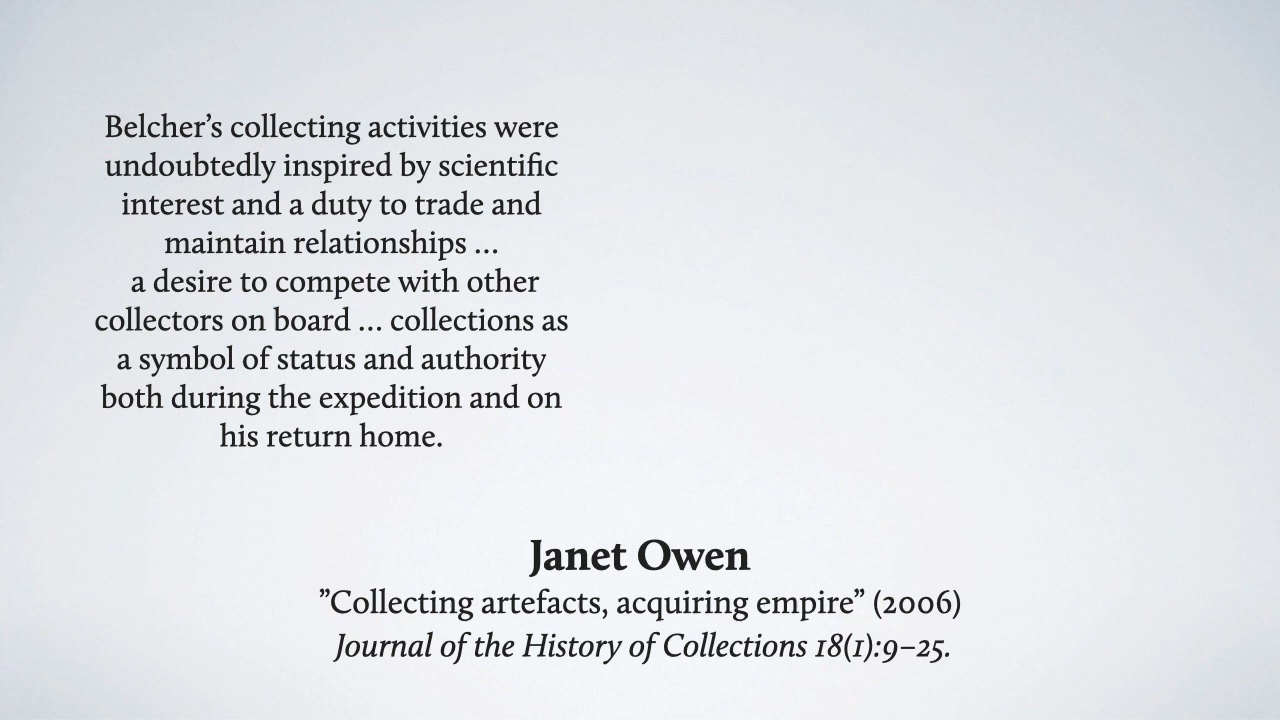 Belcher’s collecting activities were
undoubtedly inspired by scientific
interest and a duty to trade and
maintain relationships ...
a desire to compete with other
collectors on board ... collections as
a symbol of status and authority
both during the expedition and on
his return home.
Janet Owen
”Collecting artefacts, acquiring empire” (2006)
Journal of the History of Collections 18(1):9–25.